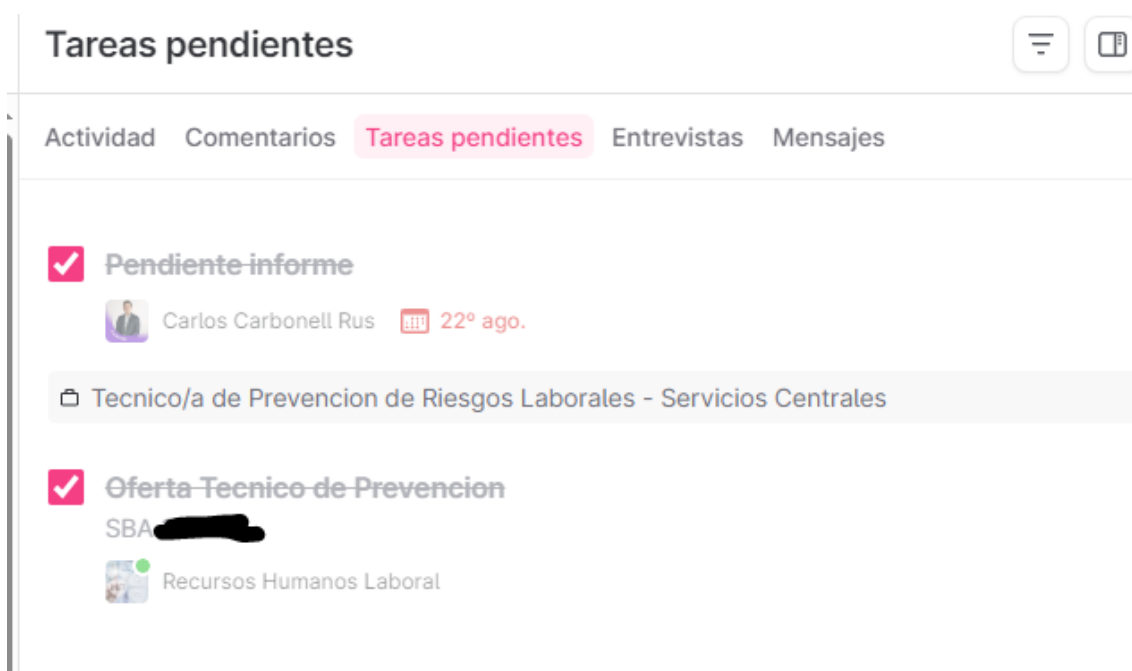 Tareas pendientes
Actividad Comentarios Tareas pendientes Entrevistas Mensajes
Pendiente informe
Carlos Carbonell Rus 22º ago.
Tecnico/a de Prevencion de Riesgos Laborales - Servicios Centrales
Oferta Tecnico de Prevencion
SBA
Recursos Humanos Laboral